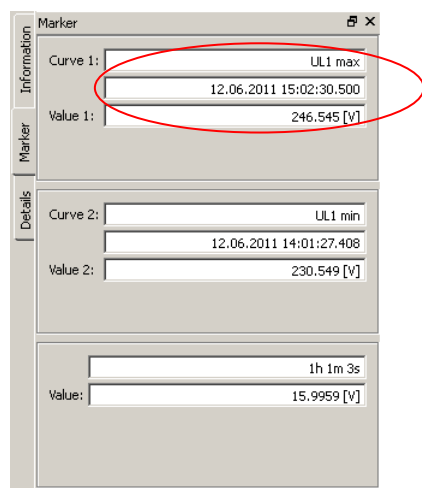 Marker
Information
Marker
Details
Curve 1: UL1 max
12.06.2011 15:02:30.500
Value 1: 246.545 [V]
Curve 2: UL1 min
12.06.2011 14:01:27.408
Value 2: 230.549 [V]
1h 1m 3s
Value: 15.9959 [V]